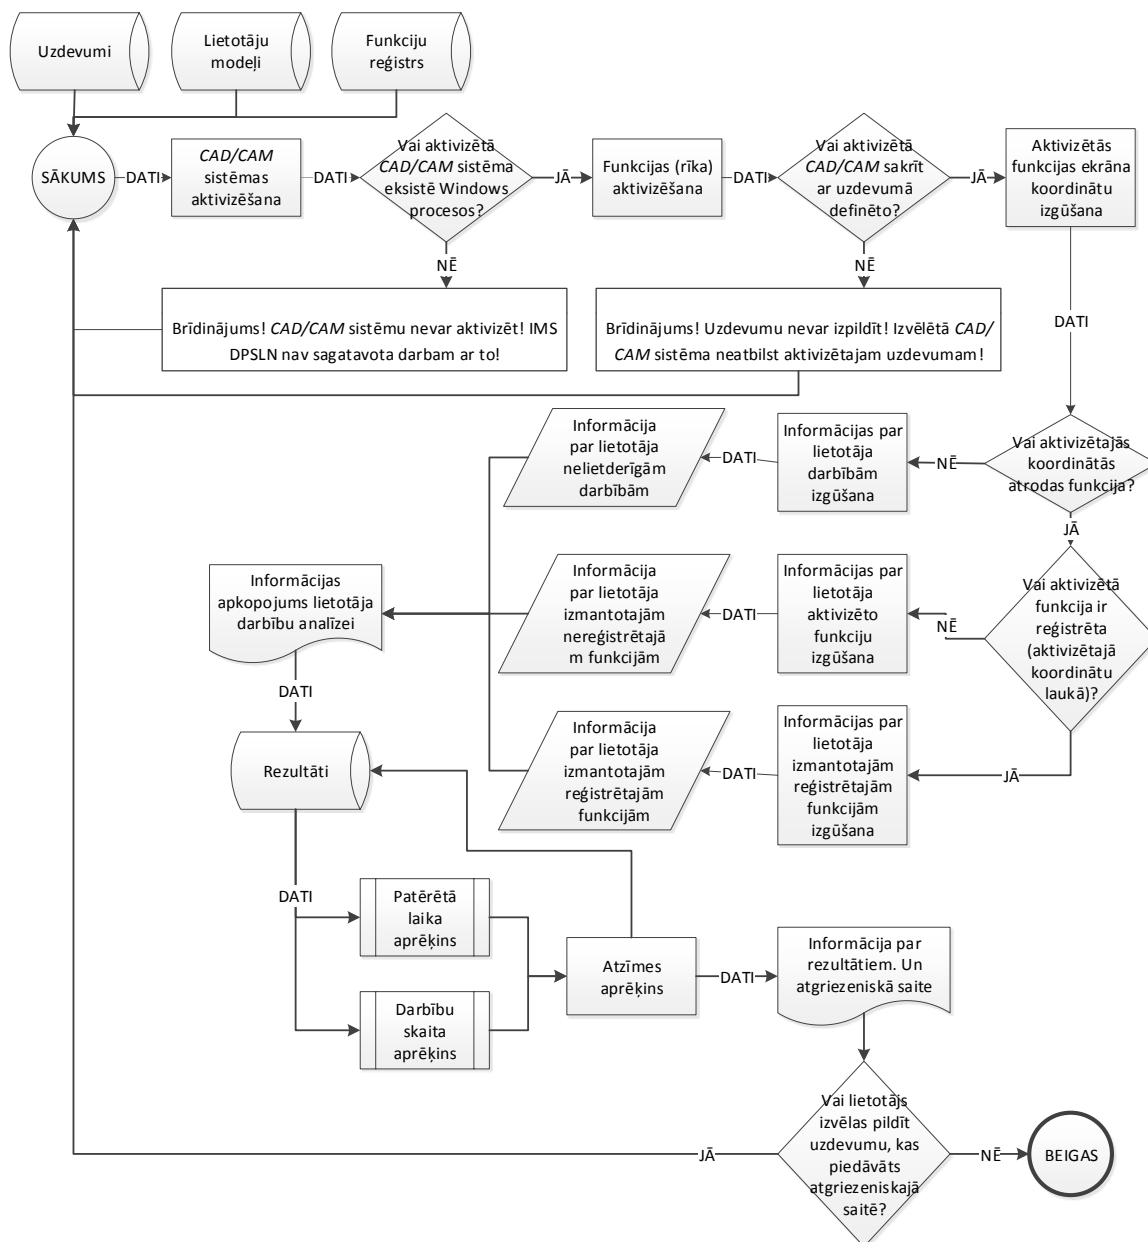 Uzdevumi
Lietotāju
modeļi
Funkciju
reģistrs
SĀKUMS
DATI
CAD/CAM
sistēmas
aktivizēšana
DATI
Vai aktivizētā
CAD/CAM sistēma
eksistē Windows
procesos?
JĀ
Funkcijas (rīka)
aktivizēšana
DATI
Vai aktivizētā
CAD/CAM sakrīt
ar uzdevumā
definēto?
JĀ
Aktivizētās
funkcijas ekrāna
koordinātu
izgūšana
NĒ
NĒ
Brīdinājums! CAD/CAM sistēmu nevar aktivizēt! IMS
DPSLN nav sagatavota darbam ar to!
Brīdinājums! Uzdevumu nevar izpildīt! Izvēlētā CAD/
CAM sistēma neatbilst aktivizētajam uzdevumam!
DATI
Informācija
par lietotāja
nelietderīgām
darbībām
DATI
Informācijas par
lietotāja
darbībām
izgūšana
NĒ
Vai aktivizētajās
koordinātās
atrodas funkcija?
JĀ
Informācijas
apkopojums lietotāja
darbību analīzei
Informācija
par lietotāja
izmantotajām
nereģistrētajā
m funkcijām
DATI
Informācijas par
lietotāja
aktivizēto
funkciju
izgūšana
NĒ
Vai aktivizētā
funkcija ir
reģistrēta
(aktivizētajā
koordinātu
laukā)?
DATI
Rezultāti
Informācija
par lietotāja
izmantotajām
reģistrētajām
funkcijām
DATI
Informācijas par
lietotāja
izmantotajām
reģistrētajām
funkcijām
izgūšana
JĀ
DATI
Patērētā
laika
aprēķins
Darbību
skaita
aprēķins
Atzīmes
aprēķins
DATI
Informācija par
rezultātiem. Un
atgriezeniskā saite
JĀ
Vai lietotājs
izvēlas pildīt
uzdevumu, kas
piedāvāts
atgriezeniskajā
saitē?
NĒ
BEIGAS